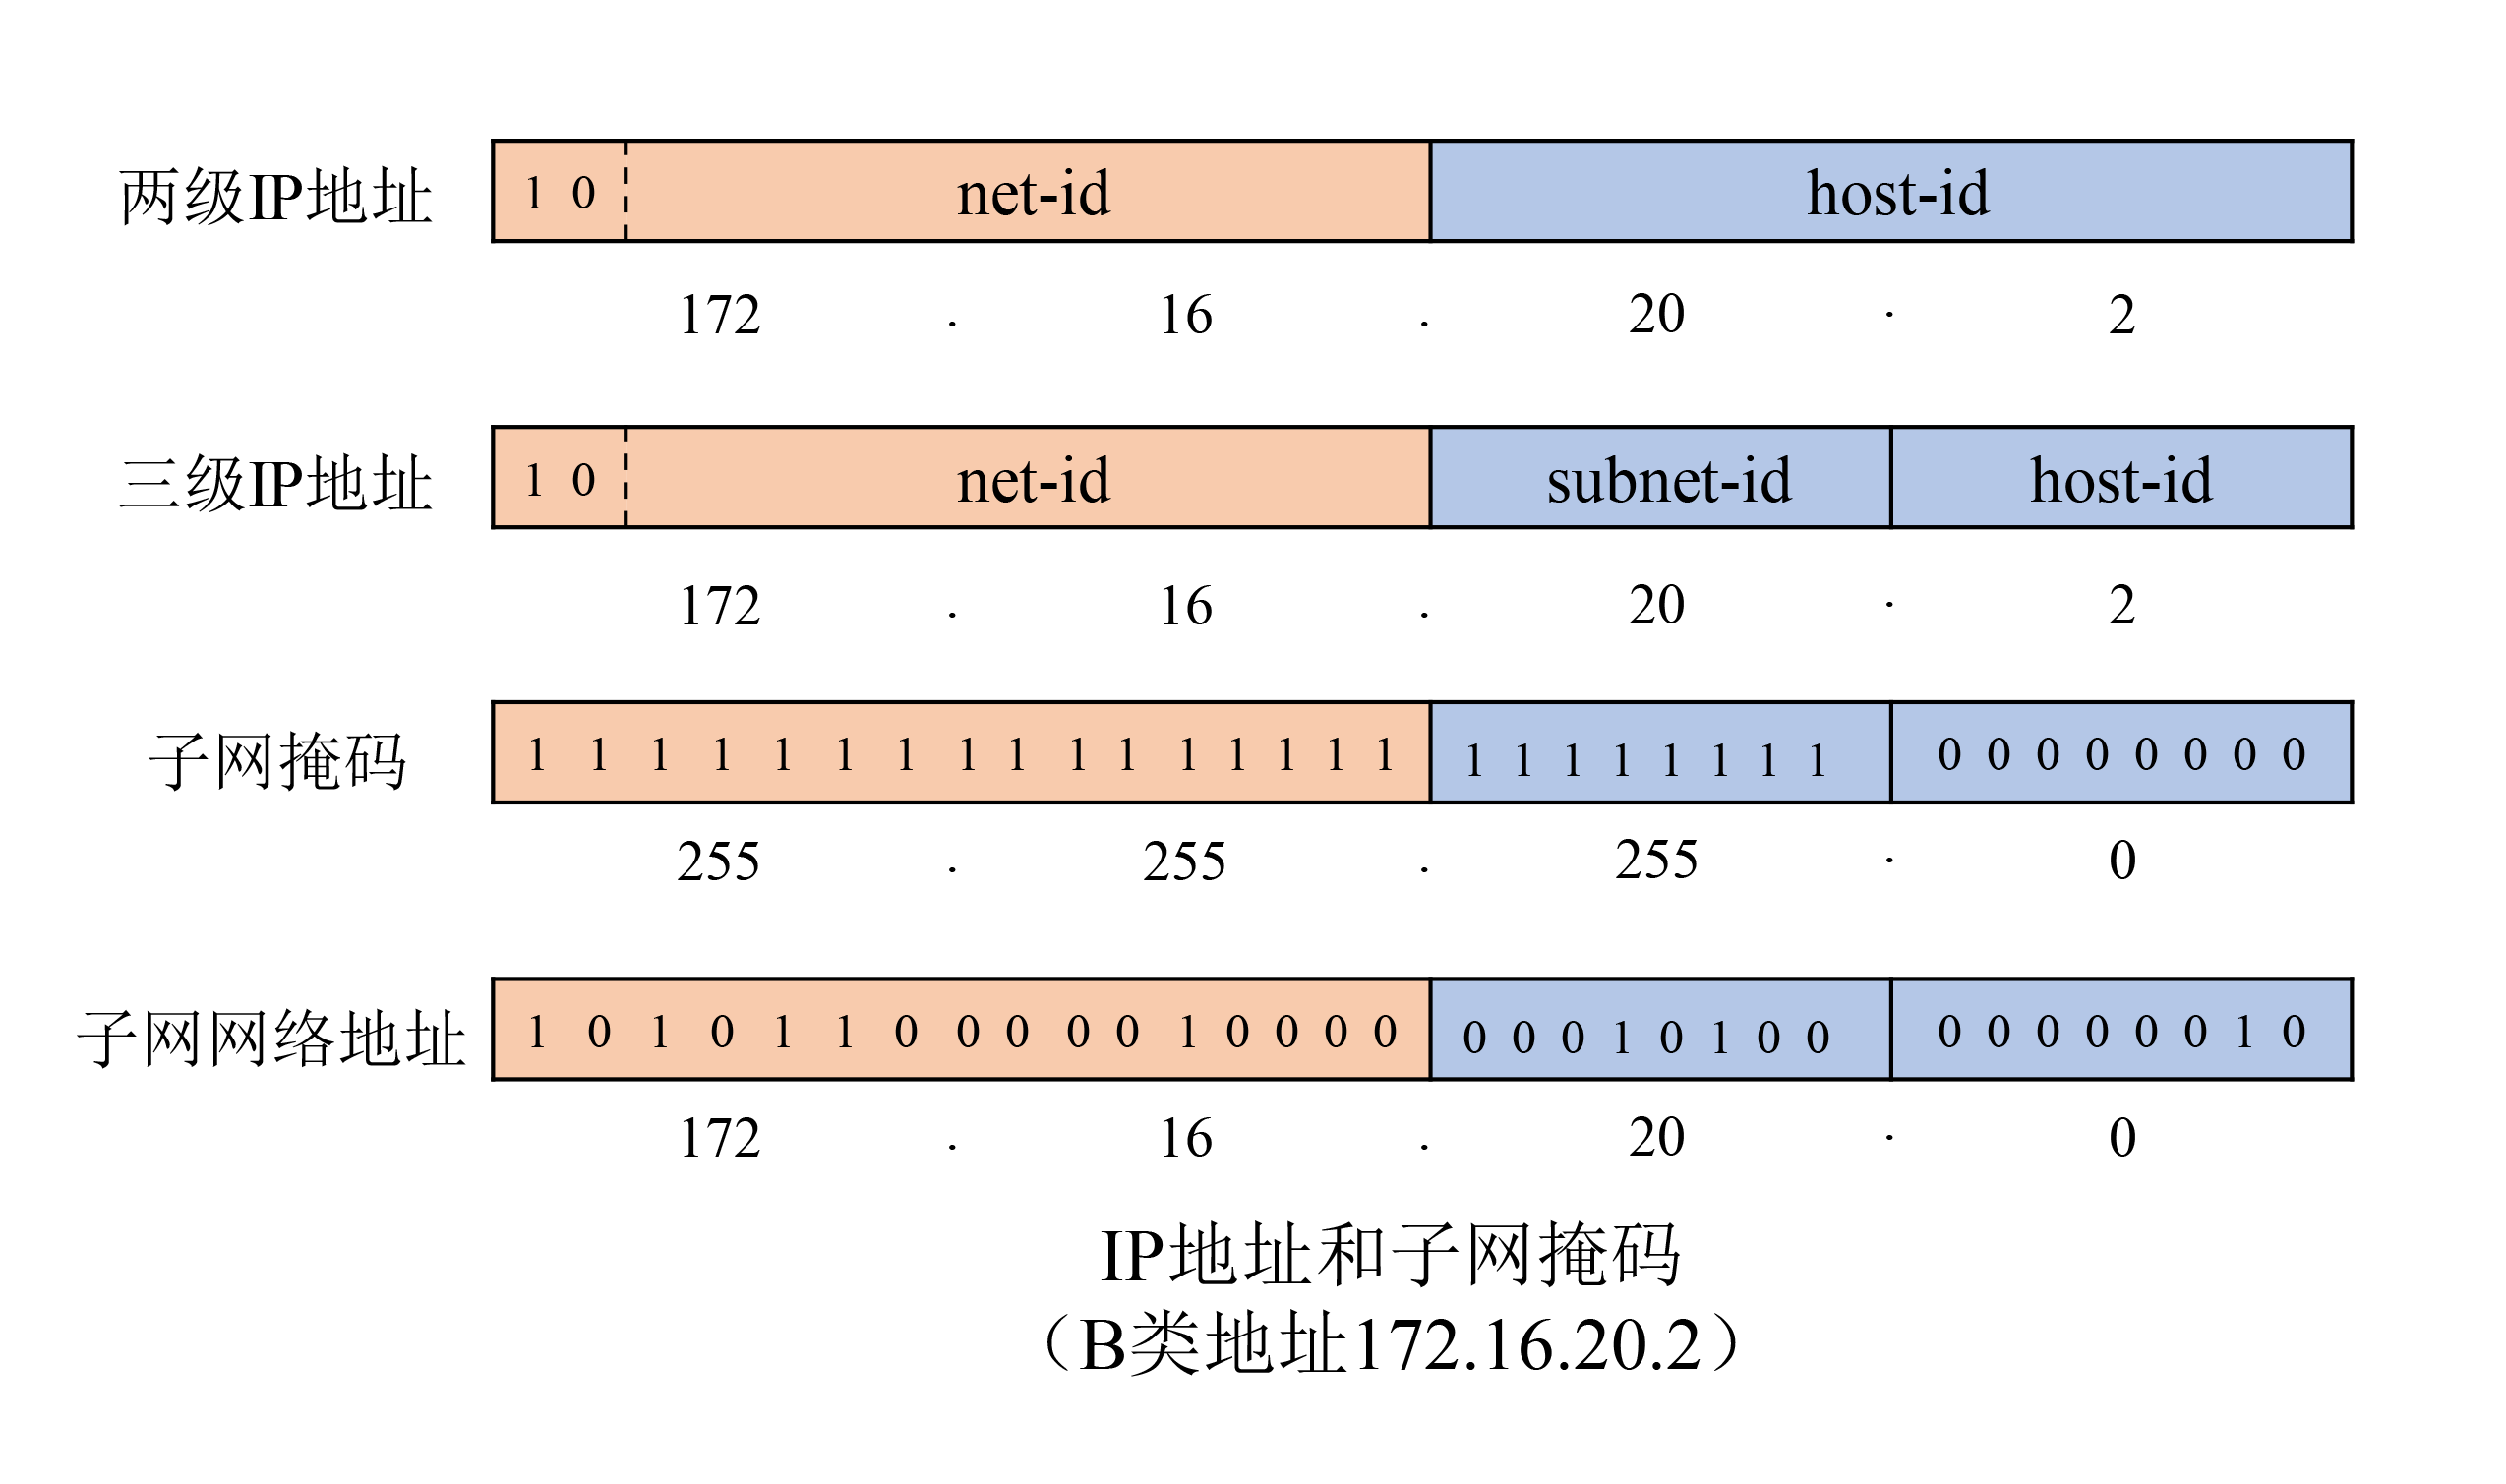 两级IP地址 1 0 net-id host-id
172 . 16 . 20 . 2
三级IP地址 1 0 net-id subnet-id host-id
172 . 16 . 20 . 2
子网掩码 1 1 1 1 1 1 1 1 1 1 1 1 1 1 1 1 1 1 1 1 1 1 1 1 0 0 0 0 0 0 0 0
255 . 255 . 255 . 0
子网网络地址 1 0 1 0 1 1 0 0 0 0 0 1 0 0 0 0 0 0 0 1 0 1 0 0 0 0 0 0 0 0 1 0
172 . 16 . 20 . 0
IP地址和子网掩码
（B类地址172.16.20.2）